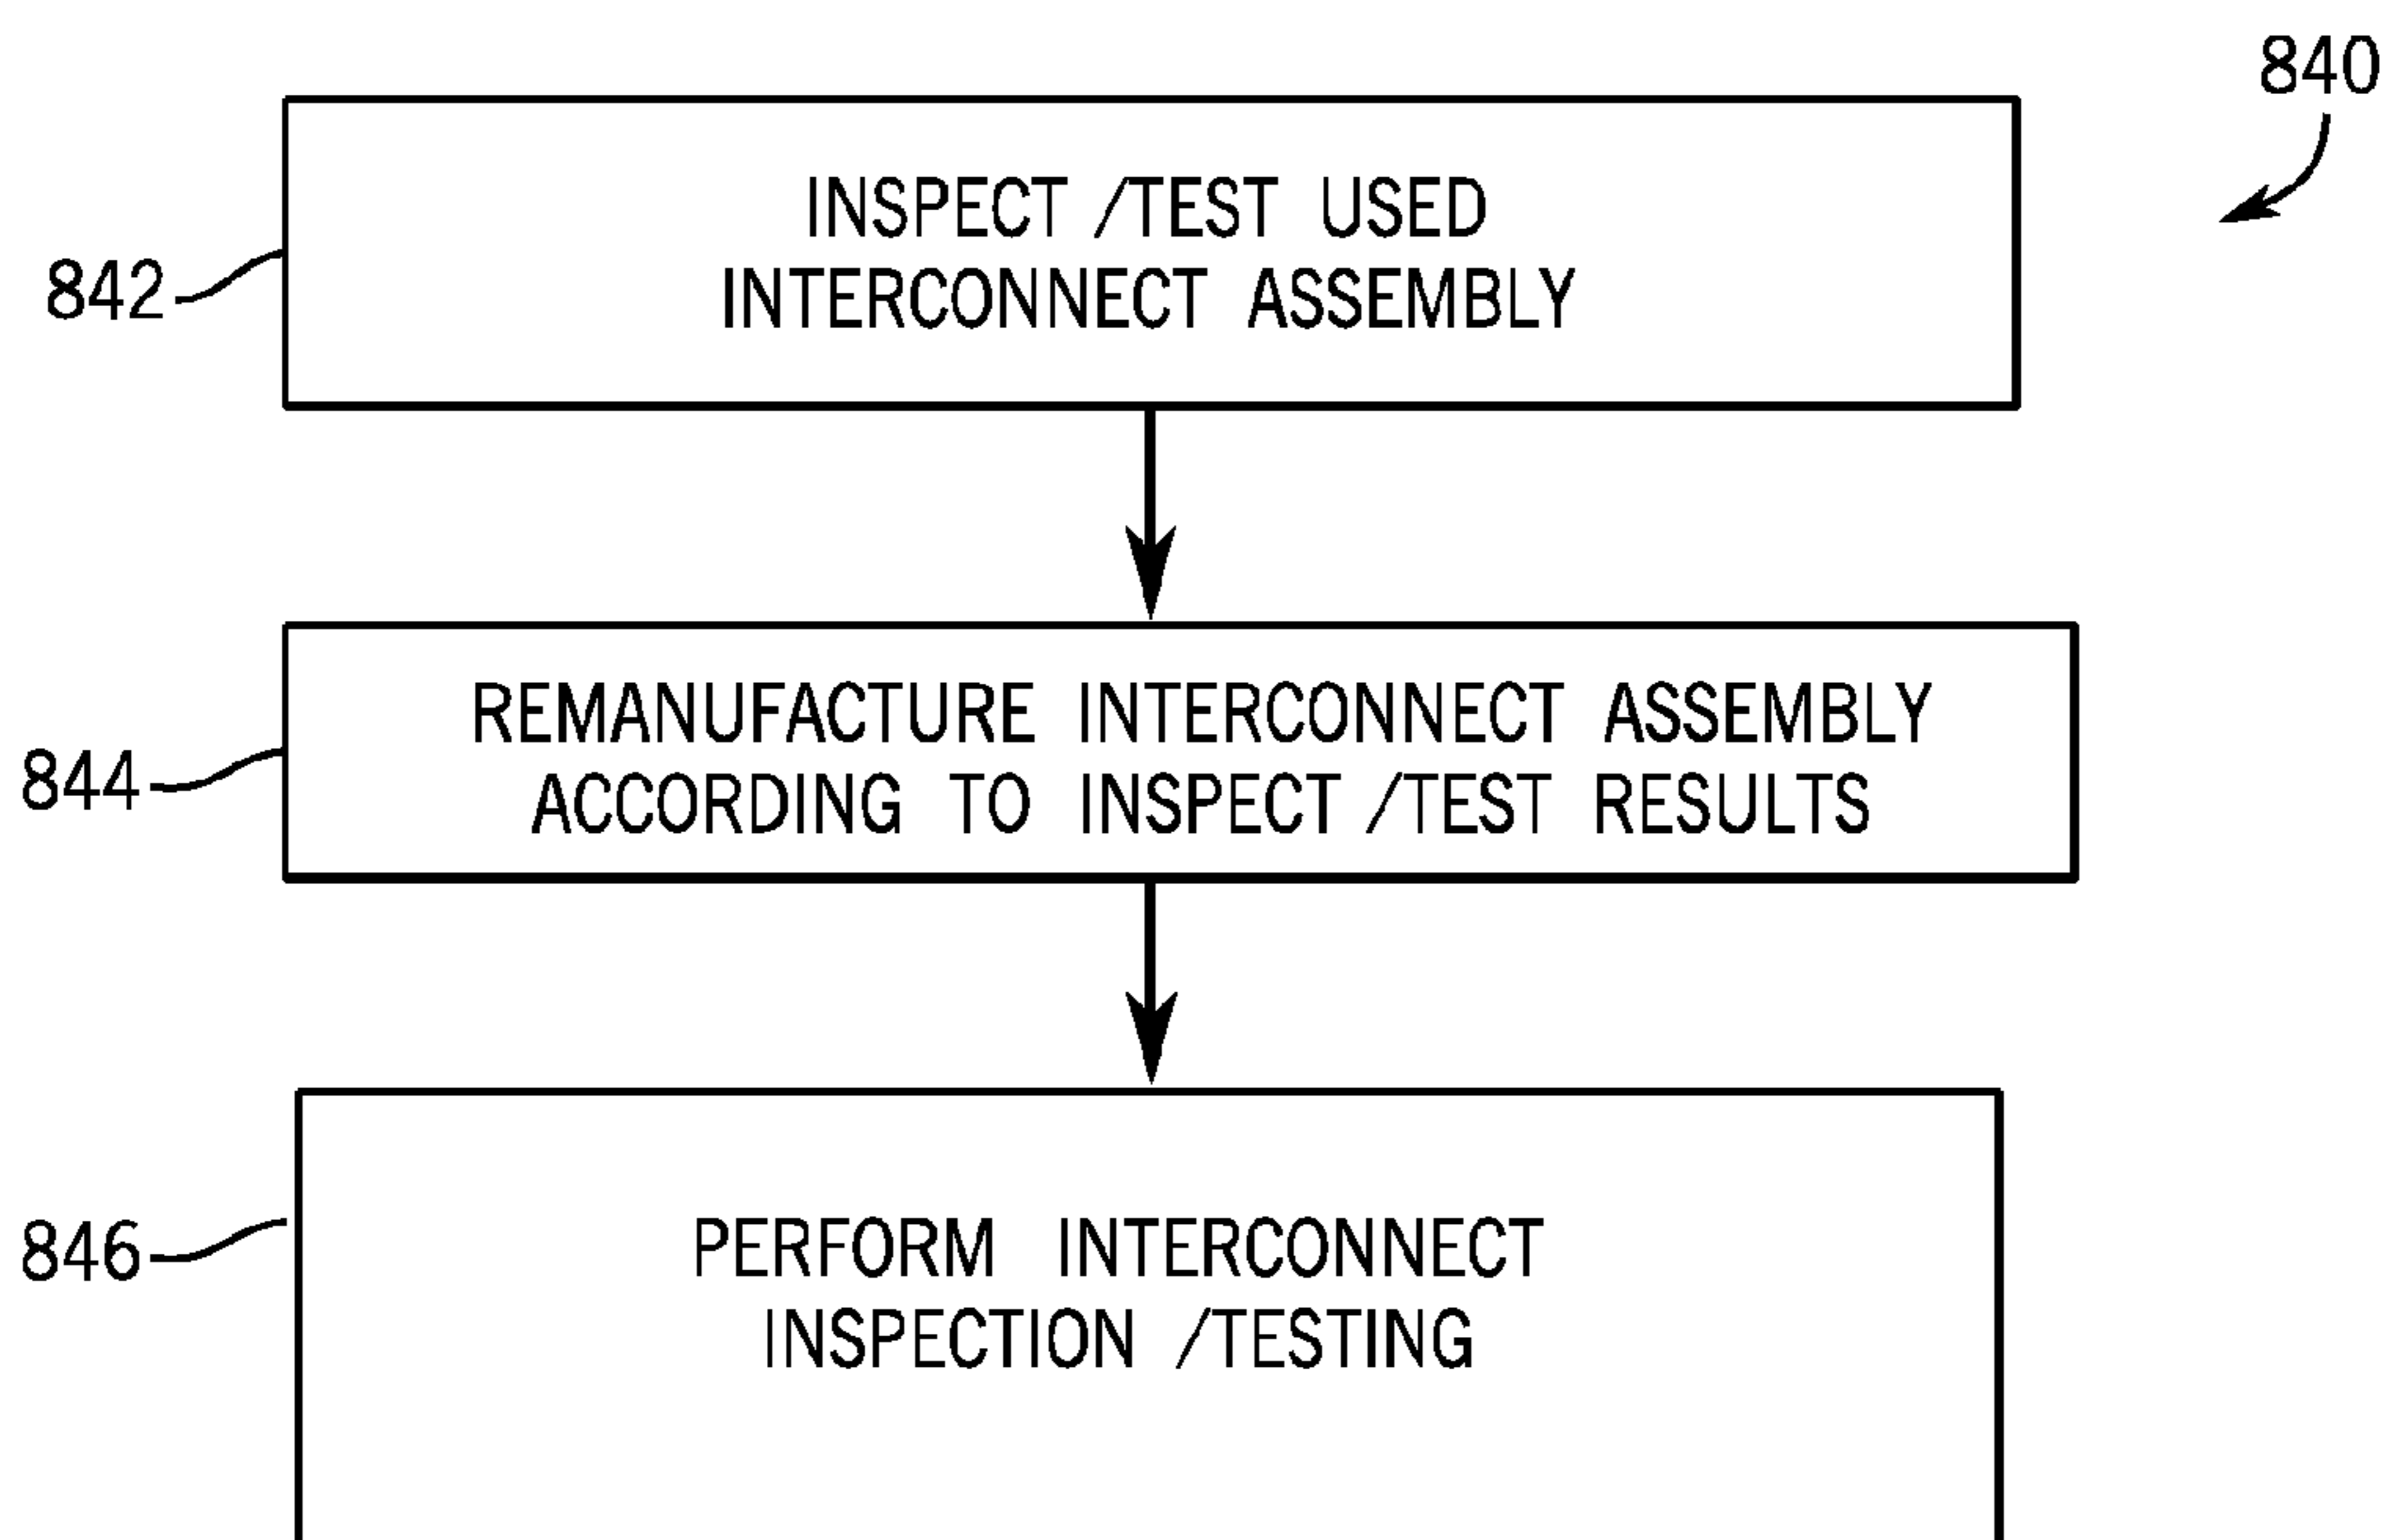 840
INSPECT /TEST USED
INTERCONNECT ASSEMBLY
842
REMANUFACTURE INTERCONNECT ASSEMBLY
ACCORDING TO INSPECT /TEST RESULTS
844
PERFORM INTERCONNECT
INSPECTION /TESTING
846